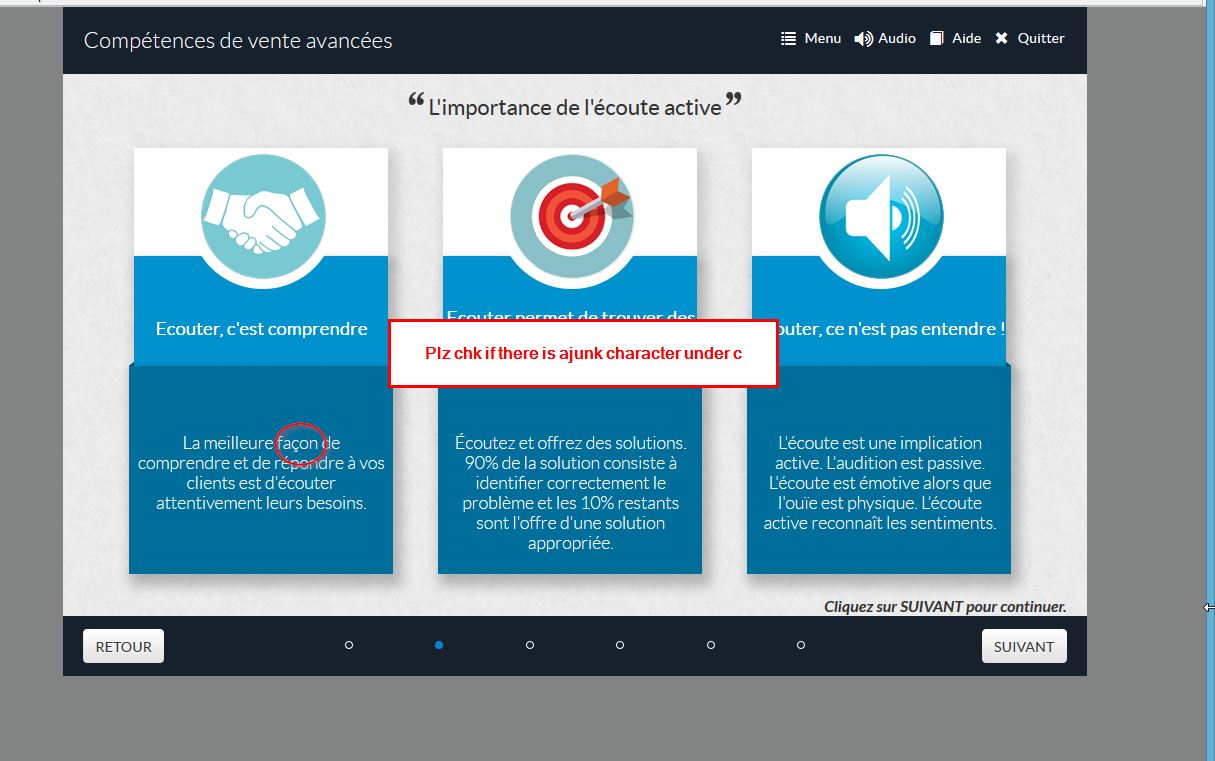 Compétences de vente avancées
Menu Audio Aide Quitter
“ L'importance de l'écoute active ”
Ecouter, c'est comprendre
Ecouter permet de trouver des
outer, ce n'est pas entendre !
Plz chk if there is ajunk character under c
La meilleure façon de
comprendre et de répondre à vos
clients est d'écouter
attentivement leurs besoins.
Écoutez et offrez des solutions.
90% de la solution consiste à
identifier correctement le
problème et les 10% restants
sont l'offre d'une solution
appropriée.
L'écoute est une implication
active. L'audition est passive.
L'écoute est émotive alors que
l'ouïe est physique. L'écoute
active reconnaît les sentiments.
Cliquez sur SUIVANT pour continuer.
RETOUR
SUIVANT